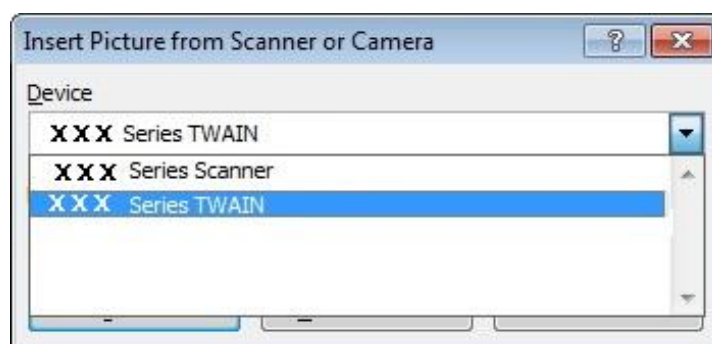 Insert Picture from Scanner or Camera
Device
XXX Series TWAIN
XXX Series Scanner
XXX Series TWAIN